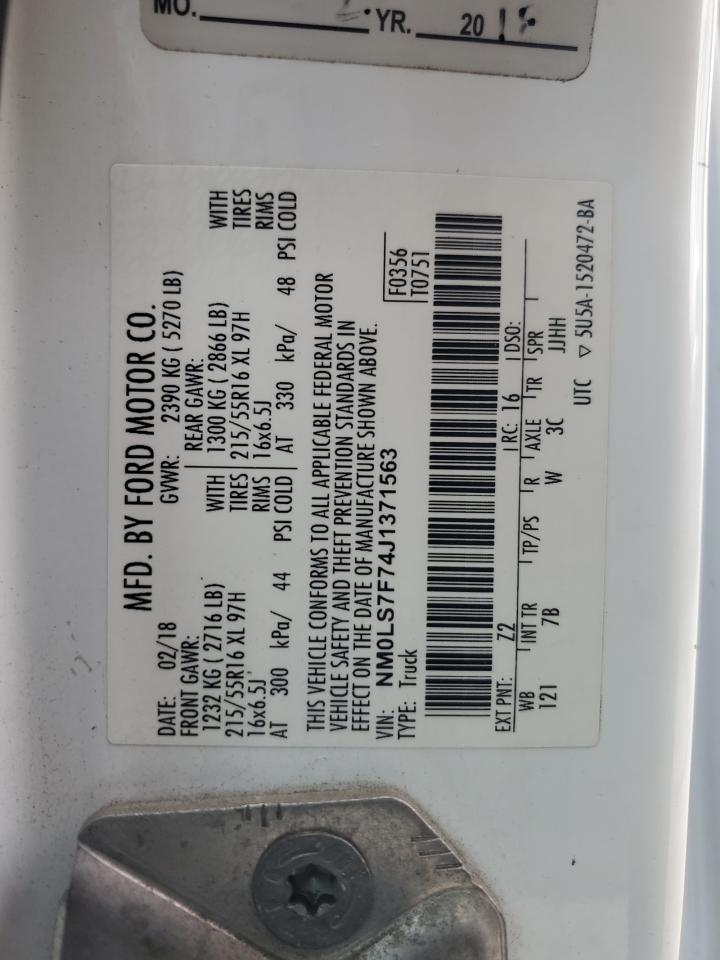 MO. YR. 20
MFD. BY FORD MOTOR CO.
DATE: 02/18 GVWR: 2390 KG ( 5270 LB)
FRONT GAWR: REAR GAWR:
1232 KG ( 2716 LB) WITH 1300 KG ( 2866 LB) WITH
215/55R16 XL 97H TIRES 215/55R16 XL 97H TIRES
16x6.5J RIMS 16x6.5J RIMS
AT 300 kPa/ 44 PSI COLD AT 330 kPa/ 48 PSI COLD
THIS VEHICLE CONFORMS TO ALL APPLICABLE FEDERAL MOTOR
VEHICLE SAFETY AND THEFT PREVENTION STANDARDS IN
EFFECT ON THE DATE OF MANUFACTURE SHOWN ABOVE.
VIN: NM0LS7F74J1371563 F0356
TYPE: Truck T0751
EXT PNT: Z2 RC: 16 DSO:
WB INT TR TP/PS R AXLE TR SPR
121 7B W 3C JJHH
UTC ▽ 5U5A-1520472-BA